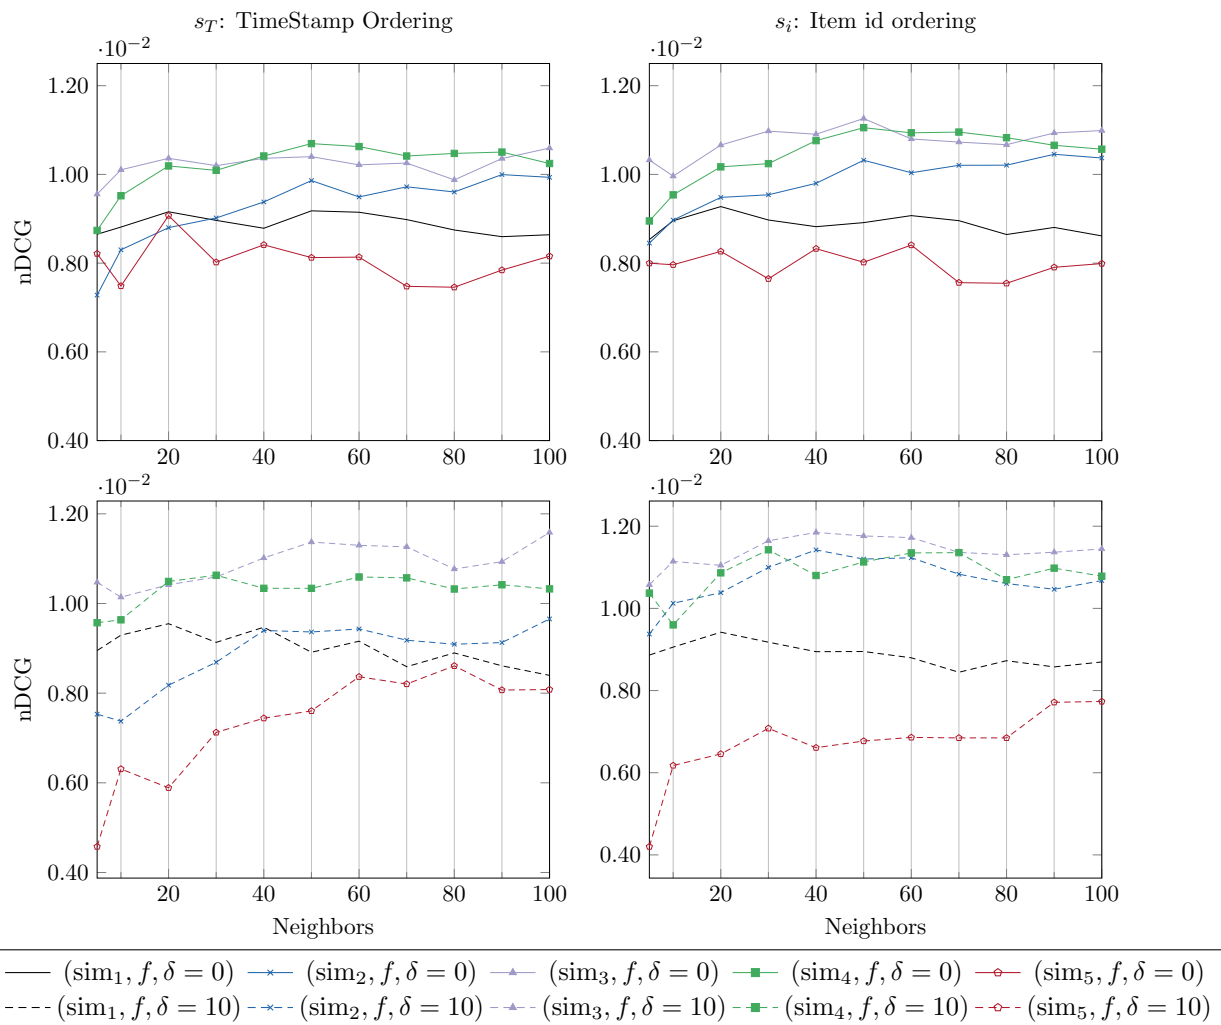 s_T: TimeStamp Ordering
s_i: Item id ordering
·10⁻² ·10⁻²
1.20 1.20
1.00 1.00
nDCG
0.80 0.80
0.60 0.60
0.40 0.40
20 40 60 80 100 20 40 60 80 100
·10⁻² ·10⁻²
1.20 1.20
1.00 1.00
nDCG
0.80 0.80
0.60 0.60
0.40 0.40
20 40 60 80 100 20 40 60 80 100
Neighbors Neighbors
(sim₁, f, δ = 0) (sim₂, f, δ = 0) (sim₃, f, δ = 0) (sim₄, f, δ = 0) (sim₅, f, δ = 0)
(sim₁, f, δ = 10) (sim₂, f, δ = 10) (sim₃, f, δ = 10) (sim₄, f, δ = 10) (sim₅, f, δ = 10)